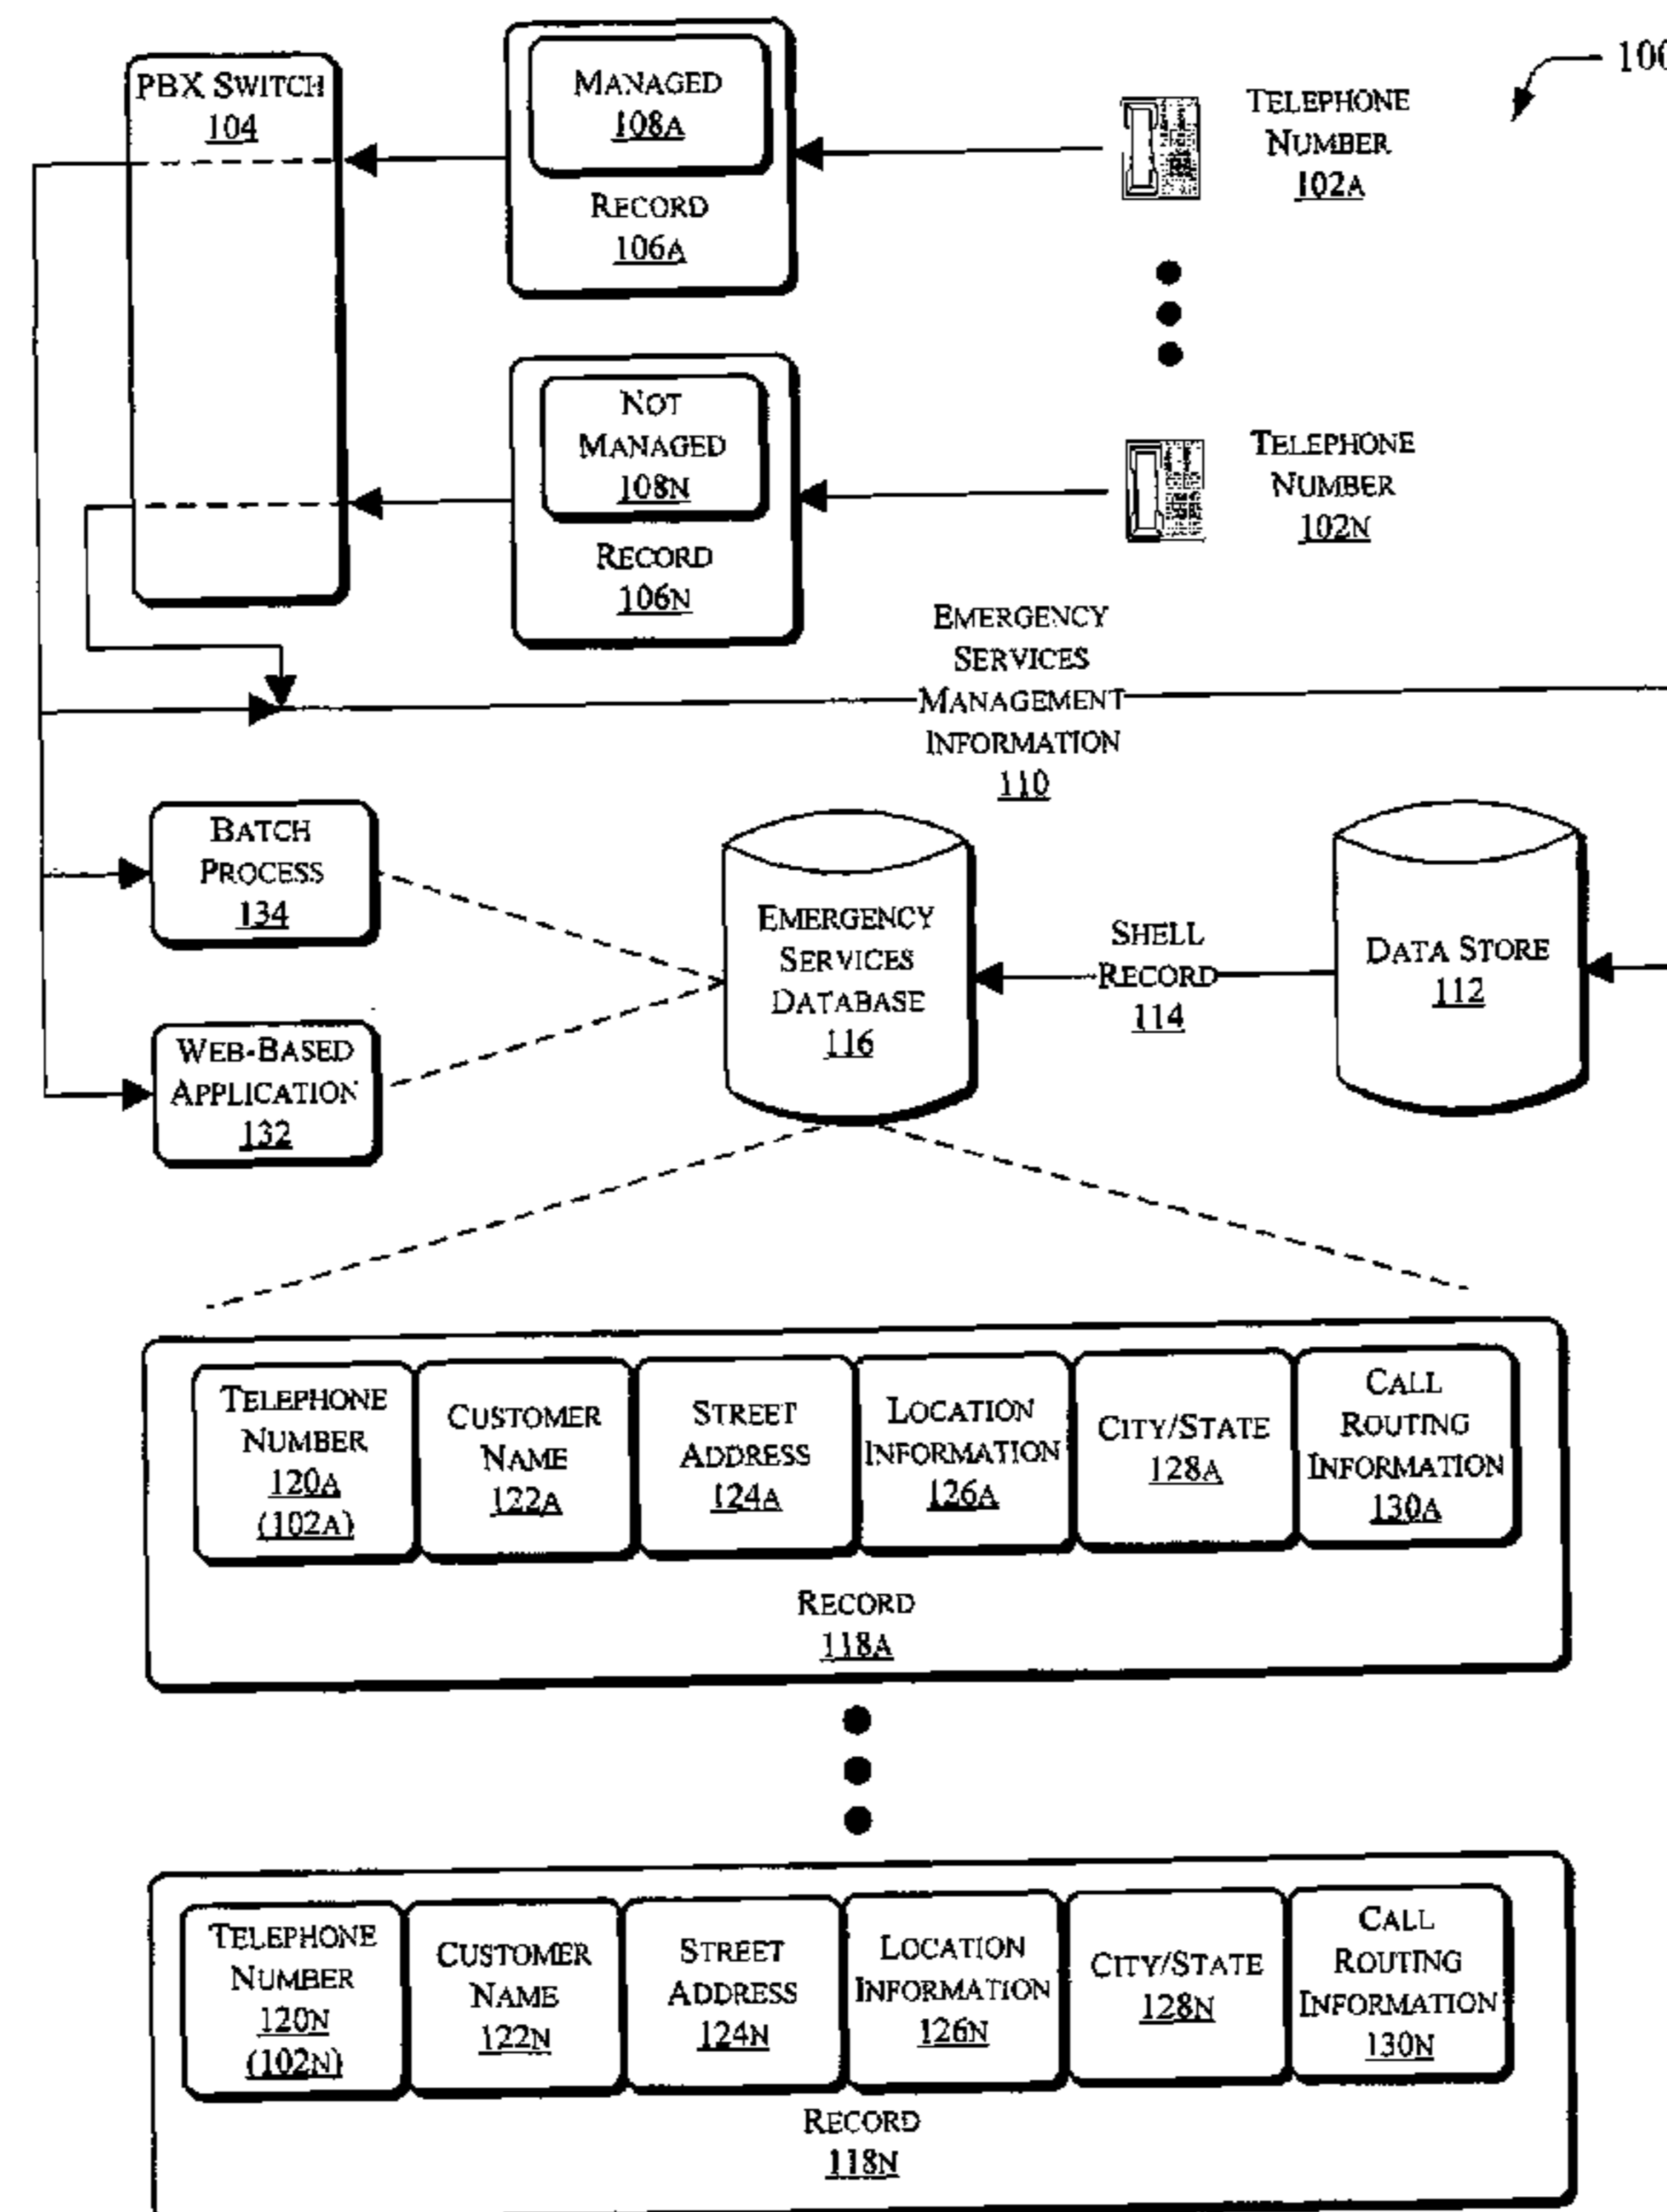 100
PBX SWITCH
104
MANAGED
108A
RECORD
106A
TELEPHONE
NUMBER
102A
NOT
MANAGED
108N
RECORD
106N
TELEPHONE
NUMBER
102N
EMERGENCY
SERVICES
MANAGEMENT
INFORMATION
110
BATCH
PROCESS
134
WEB-BASED
APPLICATION
132
EMERGENCY
SERVICES
DATABASE
116
SHELL
RECORD
114
DATA STORE
112
TELEPHONE
NUMBER
120A
(102A)
CUSTOMER
NAME
122A
STREET
ADDRESS
124A
LOCATION
INFORMATION
126A
CITY/STATE
128A
CALL
ROUTING
INFORMATION
130A
RECORD
118A
TELEPHONE
NUMBER
120N
(102N)
CUSTOMER
NAME
122N
STREET
ADDRESS
124N
LOCATION
INFORMATION
126N
CITY/STATE
128N
CALL
ROUTING
INFORMATION
130N
RECORD
118N